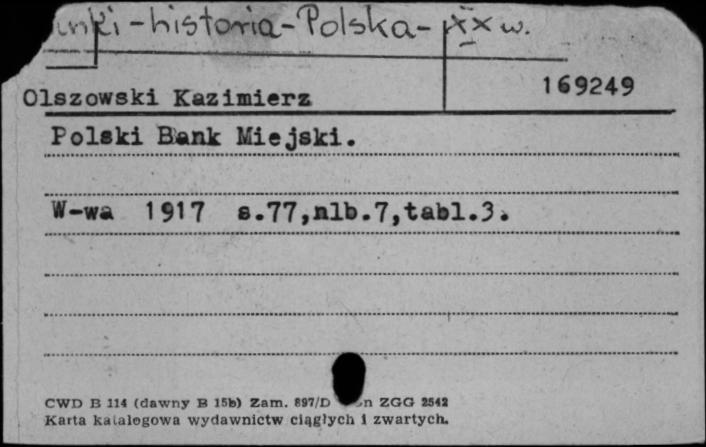 -historia-Polska-XX w.
169249
Olszowski Kazimierz
Polski Bank Miejski.
W-wa 1917 s.77,nlb.7,tabl.3.
CWD B 114 (dawny B 15b) Zam. 897/D ZGG 2542
Karta katalogowa wydawnictw ciągłych i zwartych.